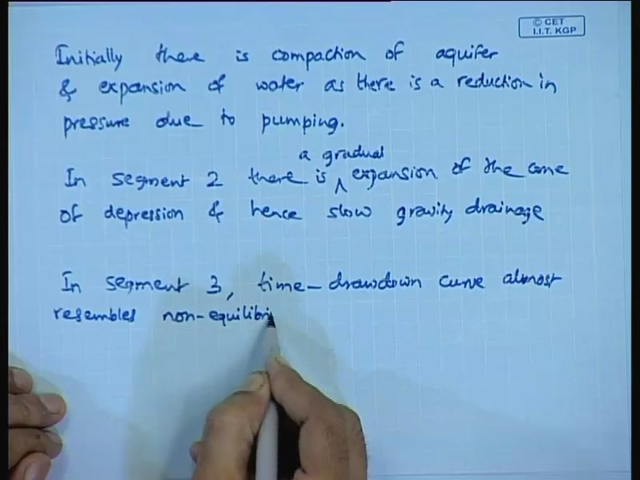 © CET
I.I.T. KGP
Initially there is compaction of aquifer
& expansion of water as there is a reduction in
pressure due to pumping.
a gradual
In segment 2 there is ^ expansion of the cone
of depression & hence slow gravity drainage
In segment 3, time-drawdown curve almost
resembles non-equilibri